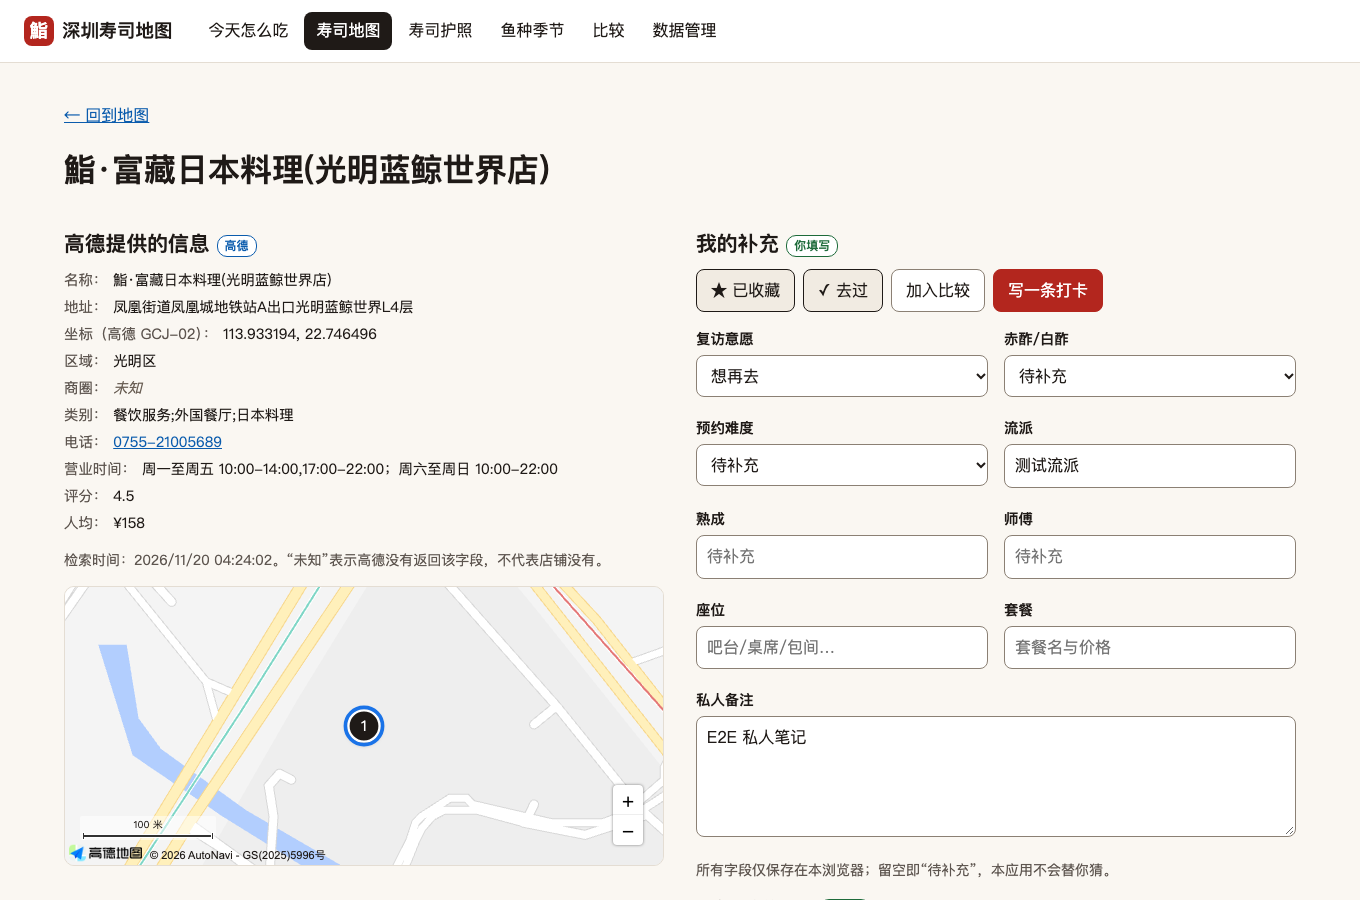 鮨 深圳寿司地图 今天怎么吃 寿司地图 寿司护照 鱼种季节 比较 数据管理
← 回到地图
鮨·富藏日本料理(光明蓝鲸世界店)
高德提供的信息 高德
名称： 鮨·富藏日本料理(光明蓝鲸世界店)
地址： 凤凰街道凤凰城地铁站A出口光明蓝鲸世界L4层
坐标（高德 GCJ-02）： 113.933194, 22.746496
区域： 光明区
商圈： 未知
类别： 餐饮服务;外国餐厅;日本料理
电话： 0755-21005689
营业时间： 周一至周五 10:00-14:00,17:00-22:00；周六至周日 10:00-22:00
评分： 4.5
人均： ¥158
检索时间：2026/11/20 04:24:02。“未知”表示高德没有返回该字段，不代表店铺没有。
1
+
−
100 米
高德地图 © 2026 AutoNavi - GS(2025)5996号
我的补充 你填写
★ 已收藏 ✓ 去过 加入比较 写一条打卡
复访意愿 赤酢/白酢
想再去 待补充
预约难度 流派
待补充 测试流派
熟成 师傅
待补充 待补充
座位 套餐
吧台/桌席/包间… 套餐名与价格
私人备注
E2E 私人笔记
所有字段仅保存在本浏览器；留空即“待补充”，本应用不会替你猜。